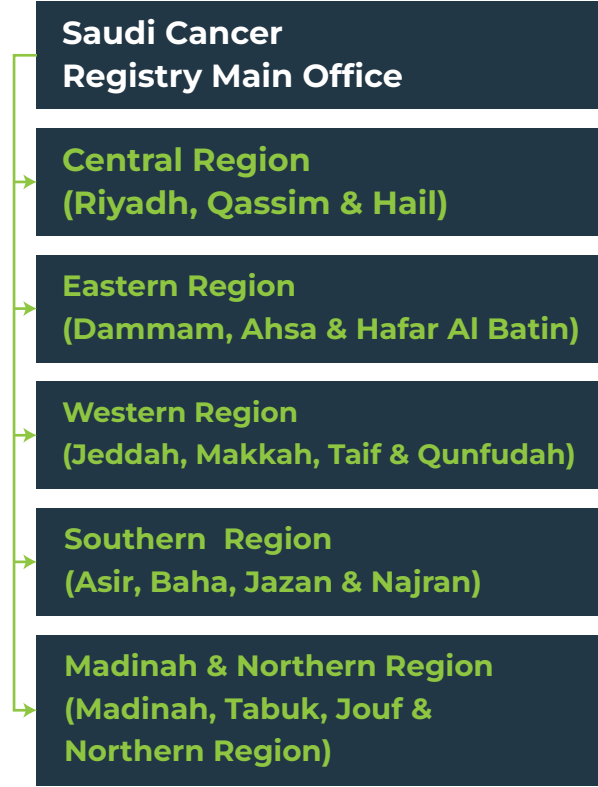 Saudi Cancer
Registry Main Office
Central Region
(Riyadh, Qassim & Hail)
Eastern Region
(Dammam, Ahsa & Hafar Al Batin)
Western Region
(Jeddah, Makkah, Taif & Qunfudah)
Southern Region
(Asir, Baha, Jazan & Najran)
Madinah & Northern Region
(Madinah, Tabuk, Jouf &
Northern Region)